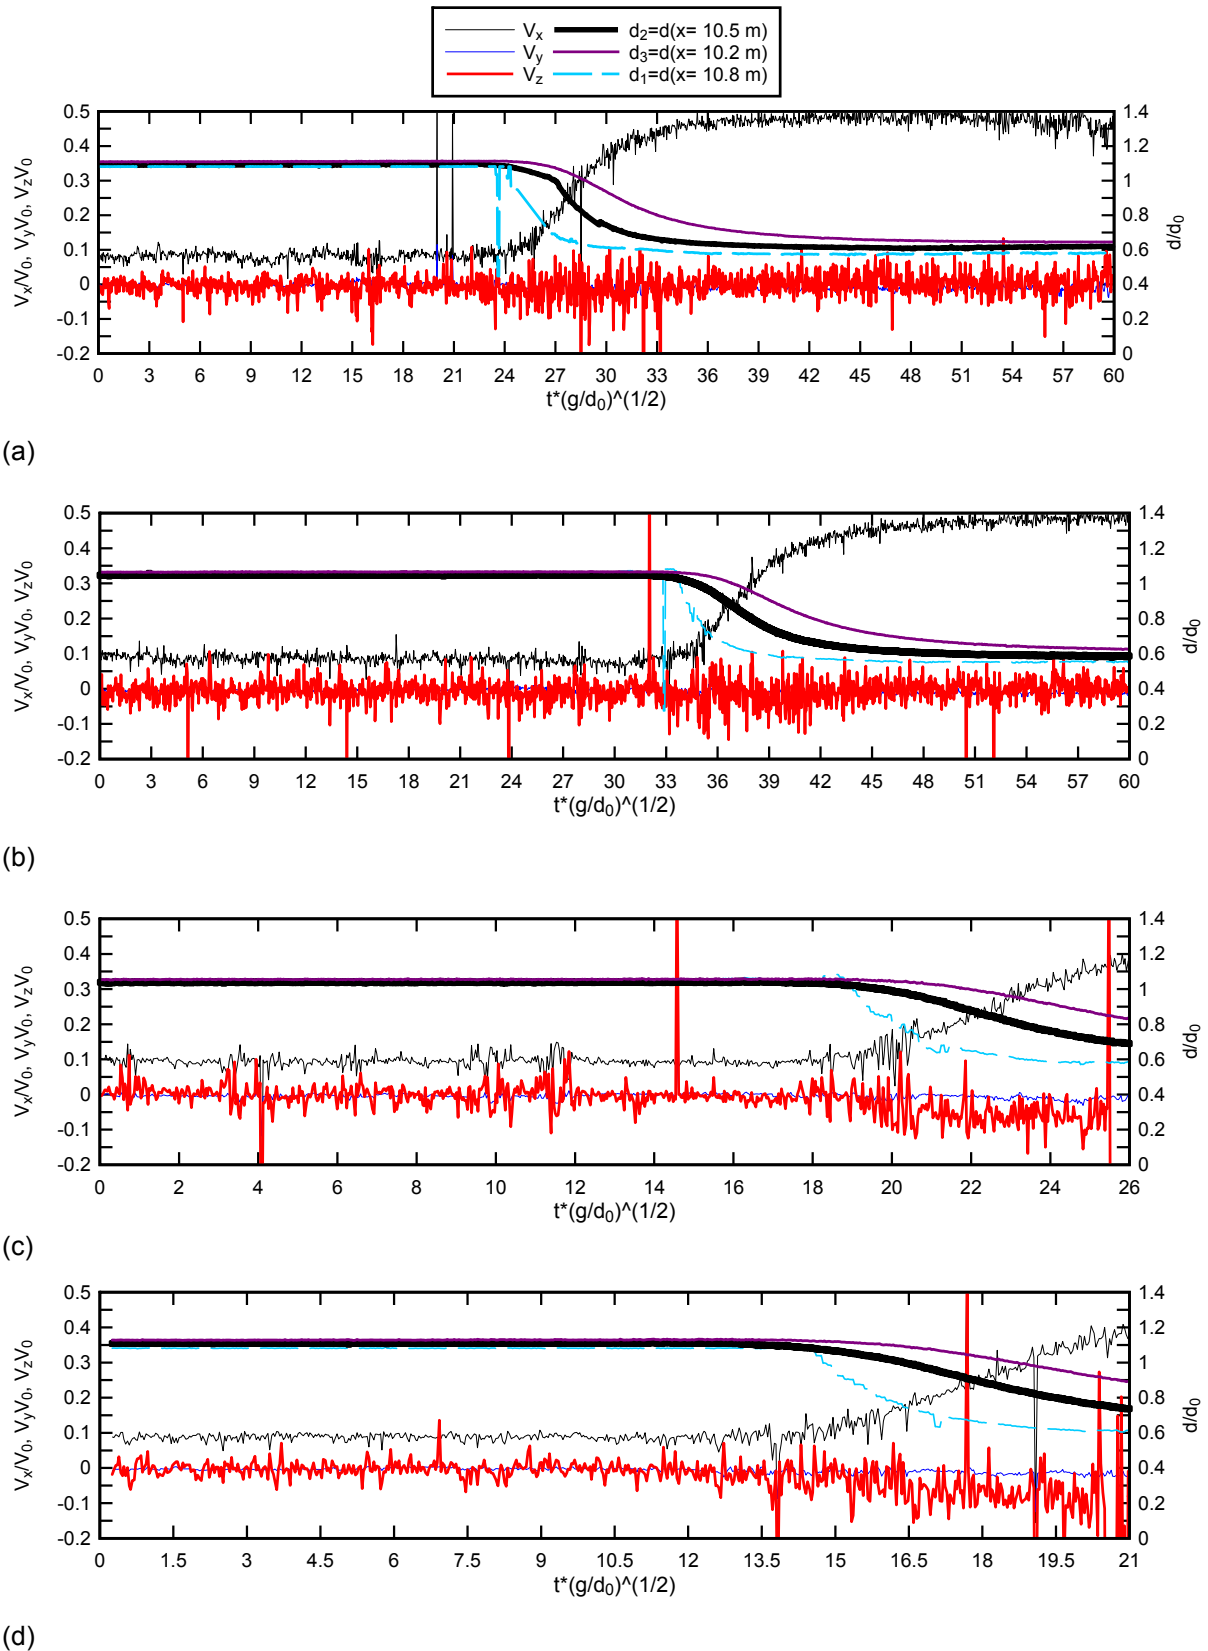 Vx d2=d(x= 10.5 m)
Vy d3=d(x= 10.2 m)
Vz d1=d(x= 10.8 m)
0.5 0.4 0.3 0.2 0.1 0 -0.1 -0.2
Vx/V0, VyV0, VzV0
1.4 1.2 1 0.8 0.6 0.4 0.2 0
d/d0
0 3 6 9 12 15 18 21 24 27 30 33 36 39 42 45 48 51 54 57 60
t*(g/d0)^(1/2)
(a)
0.5 0.4 0.3 0.2 0.1 0 -0.1 -0.2
Vx/V0, VyV0, VzV0
1.4 1.2 1 0.8 0.6 0.4 0.2 0
d/d0
0 3 6 9 12 15 18 21 24 27 30 33 36 39 42 45 48 51 54 57 60
t*(g/d0)^(1/2)
(b)
0.5 0.4 0.3 0.2 0.1 0 -0.1 -0.2
Vx/V0, VyV0, VzV0
1.4 1.2 1 0.8 0.6 0.4 0.2 0
d/d0
0 2 4 6 8 10 12 14 16 18 20 22 24 26
t*(g/d0)^(1/2)
(c)
0.5 0.4 0.3 0.2 0.1 0 -0.1 -0.2
Vx/V0, VyV0, VzV0
1.4 1.2 1 0.8 0.6 0.4 0.2 0
d/d0
0 1.5 3 4.5 6 7.5 9 10.5 12 13.5 15 16.5 18 19.5 21
t*(g/d0)^(1/2)
(d)